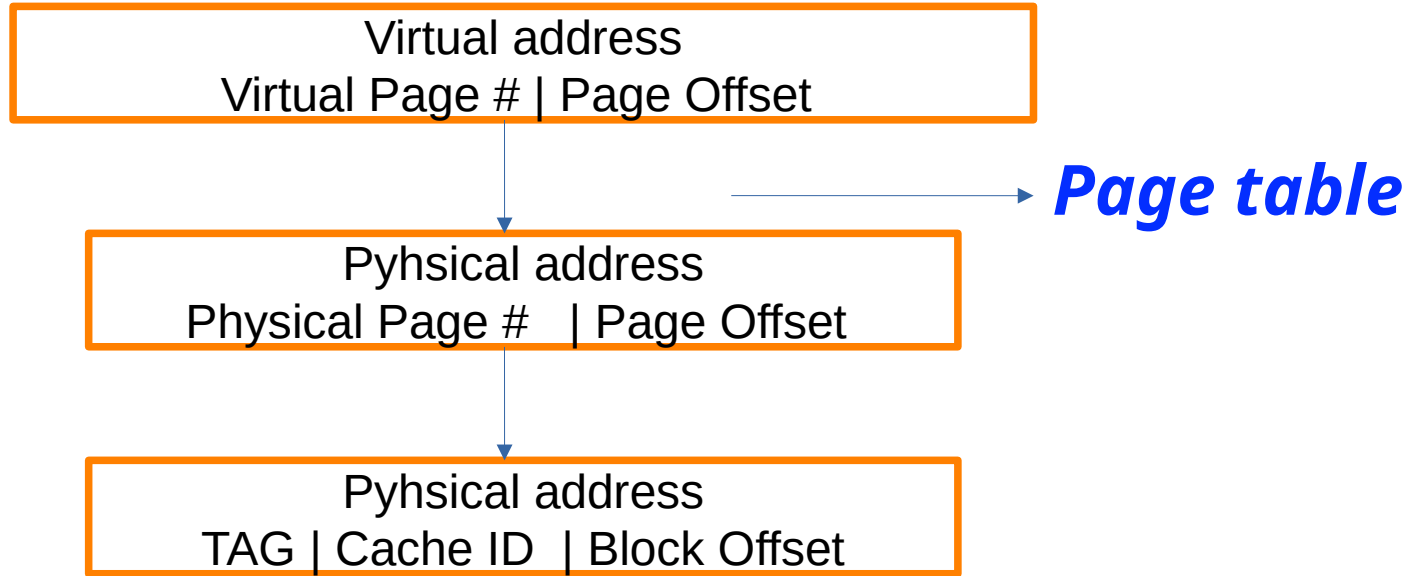 Virtual address
Virtual Page # | Page Offset
Page table
Pyhsical address
Physical Page # | Page Offset
Pyhsical address
TAG | Cache ID | Block Offset